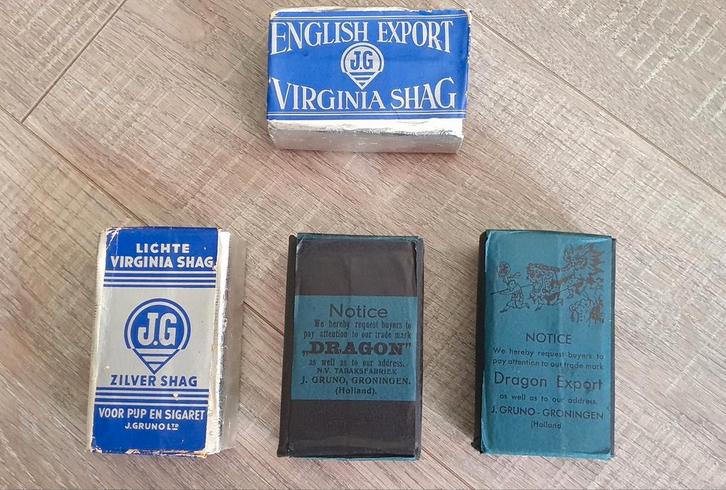 ENGLISH EXPORT
J.G
VIRGINIA SHAG
LICHTE
VIRGINIA SHAG
J.G
ZILVER SHAG
VOOR PIJP EN SIGARET
J. GRUNO LTD
Notice
We hereby request buyers to
pay attention to our trade mark
„DRAGON”
as well as to our address.
N.V. TABAKSFABRIEK
J. GRUNO, GRONINGEN.
(Holland).
NOTICE
We hereby request buyers to
pay attention to our trade mark
Dragon Export
as well as to our address.
J. GRUNO - GRONINGEN
(Holland)